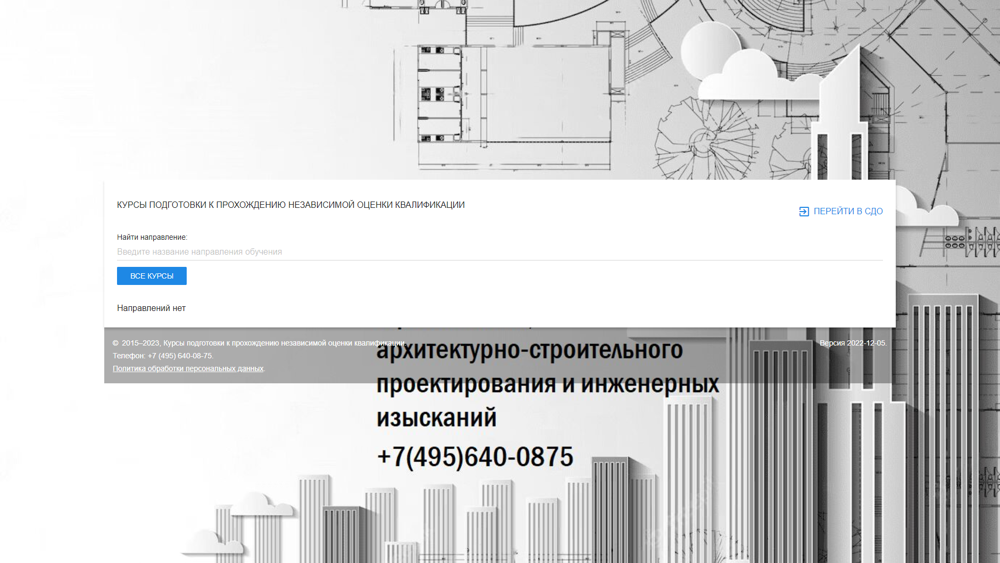 КУРСЫ ПОДГОТОВКИ К ПРОХОЖДЕНИЮ НЕЗАВИСИМОЙ ОЦЕНКИ КВАЛИФИКАЦИИ
ПЕРЕЙТИ В СДО
Найти направление:
Введите название направления обучения
ВСЕ КУРСЫ
Направлений нет
© 2015–2023, Курсы подготовки к прохождению независимой оценки квалификации.
Версия 2022-12-05.
Телефон: +7 (495) 640-08-75.
Политика обработки персональных данных.
архитектурно-строительного
проектирования и инженерных
изысканий
+7(495)640-0875